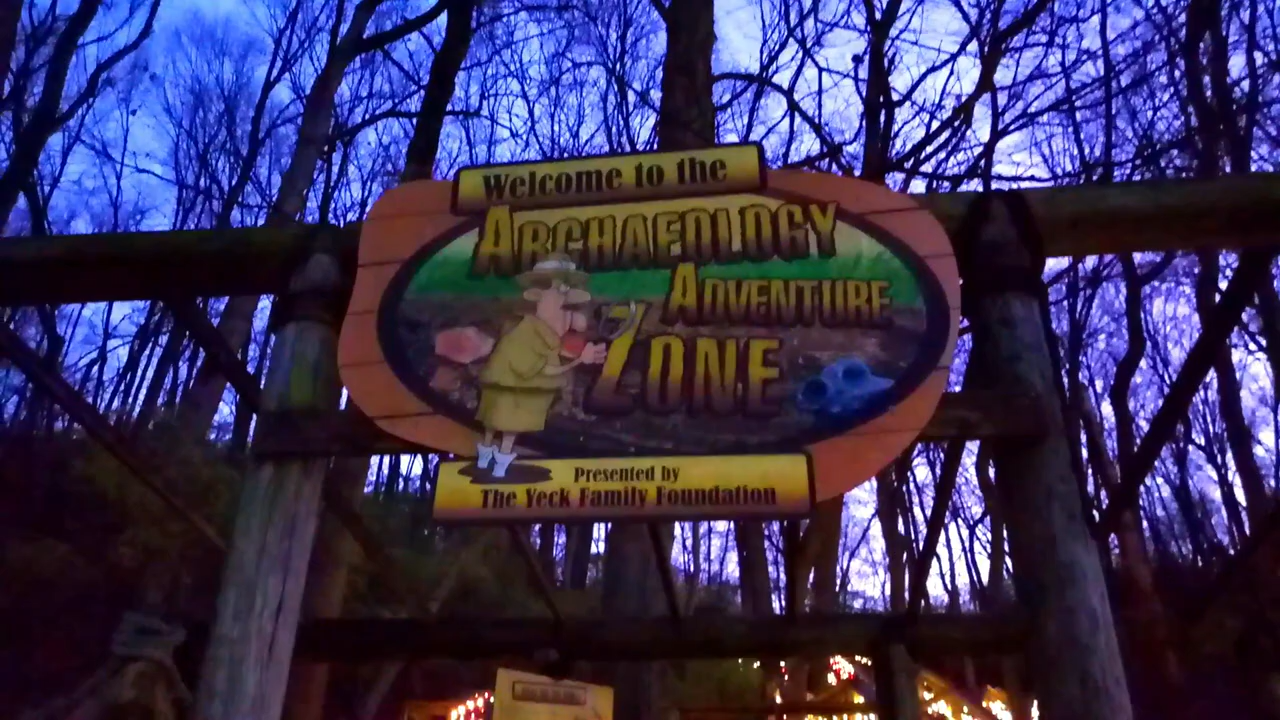 Welcome to the
ARCHAEOLOGY
ADVENTURE
ZONE
Presented by
The Yeck Family Foundation